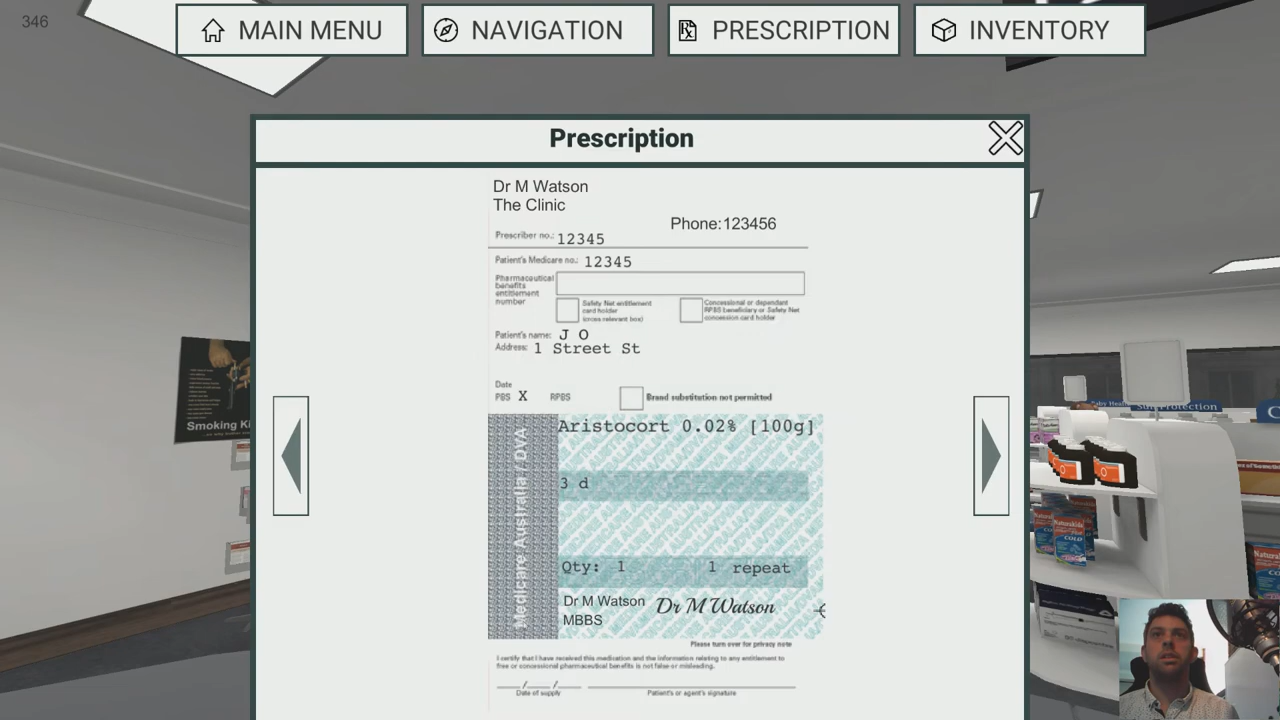 346
MAIN MENU
NAVIGATION
PRESCRIPTION
INVENTORY
Prescription
Dr M Watson
The Clinic
Phone:123456
Prescriber no.: 12345
Patient's Medicare no.: 12345
Pharmaceutical
benefits
entitlement
number
Safety Net entitlement
card holder
(cross relevant box)
Concessional or dependant
RPBS beneficiary or Safety Net
concession card holder
Patient's name: J O
Address: 1 Street St
Date
PBS X RPBS
Brand substitution not permitted
Aristocort 0.02% [100g]
3 d
Qty: 1 1 repeat
Medicare Australia / DVA
Dr M Watson
MBBS
Dr M Watson
Please turn over for privacy note
I certify that I have received this medication and the information relating to any entitlement to
free or concessional pharmaceutical benefits is not false or misleading.
Date of supply
Patient's or agent's signature
Smoking Ki
Baby Health
Sun Protection
COLD